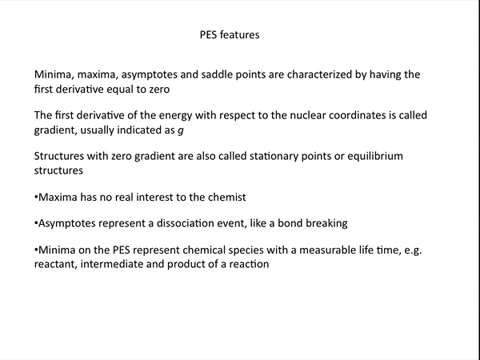 PES features
Minima, maxima, asymptotes and saddle points are characterized by having the
first derivative equal to zero
The first derivative of the energy with respect to the nuclear coordinates is called
gradient, usually indicated as g
Structures with zero gradient are also called stationary points or equilibrium
structures
•Maxima has no real interest to the chemist
•Asymptotes represent a dissociation event, like a bond breaking
•Minima on the PES represent chemical species with a measurable life time, e.g.
reactant, intermediate and product of a reaction